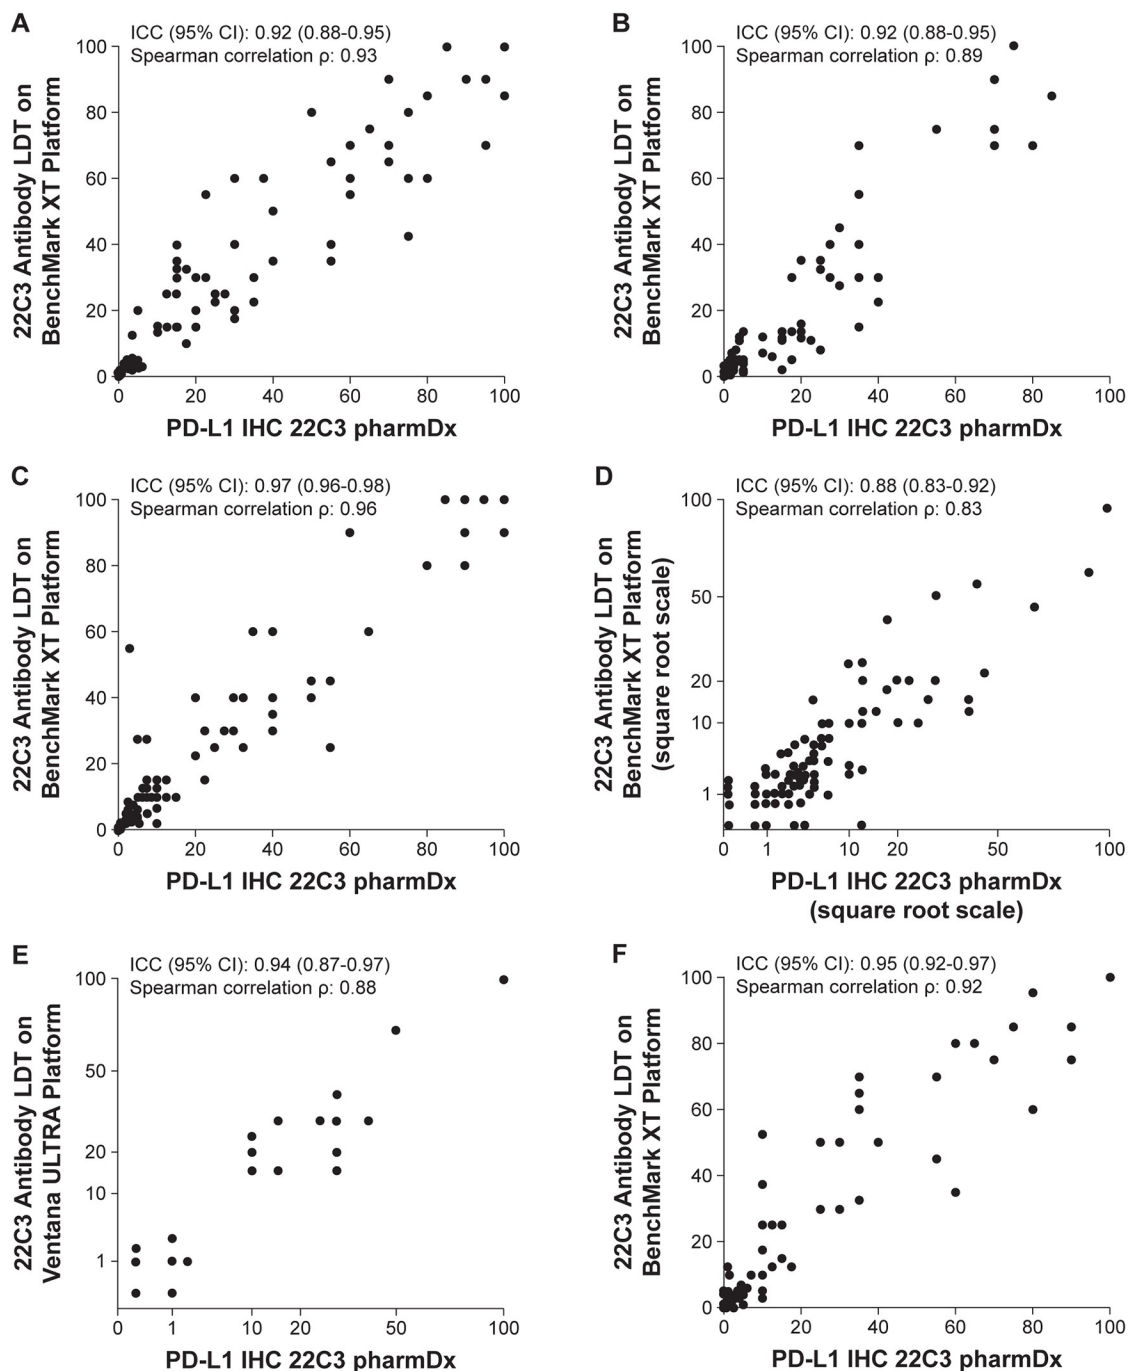 A
ICC (95% CI): 0.92 (0.88-0.95)
Spearman correlation ρ: 0.93
22C3 Antibody LDT on
BenchMark XT Platform
100
80
60
40
20
0
0 20 40 60 80 100
PD-L1 IHC 22C3 pharmDx
B
ICC (95% CI): 0.92 (0.88-0.95)
Spearman correlation ρ: 0.89
22C3 Antibody LDT on
BenchMark XT Platform
100
80
60
40
20
0
0 20 40 60 80 100
PD-L1 IHC 22C3 pharmDx
C
ICC (95% CI): 0.97 (0.96-0.98)
Spearman correlation ρ: 0.96
22C3 Antibody LDT on
BenchMark XT Platform
100
80
60
40
20
0
0 20 40 60 80 100
PD-L1 IHC 22C3 pharmDx
D
ICC (95% CI): 0.88 (0.83-0.92)
Spearman correlation ρ: 0.83
22C3 Antibody LDT on
BenchMark XT Platform
(square root scale)
100
50
20
10
1
0 1 10 20 50 100
PD-L1 IHC 22C3 pharmDx
(square root scale)
E
ICC (95% CI): 0.94 (0.87-0.97)
Spearman correlation ρ: 0.88
22C3 Antibody LDT on
Ventana ULTRA Platform
100
50
20
10
1
0 1 10 20 50 100
PD-L1 IHC 22C3 pharmDx
F
ICC (95% CI): 0.95 (0.92-0.97)
Spearman correlation ρ: 0.92
22C3 Antibody LDT on
BenchMark XT Platform
100
80
60
40
20
0
0 20 40 60 80 100
PD-L1 IHC 22C3 pharmDx